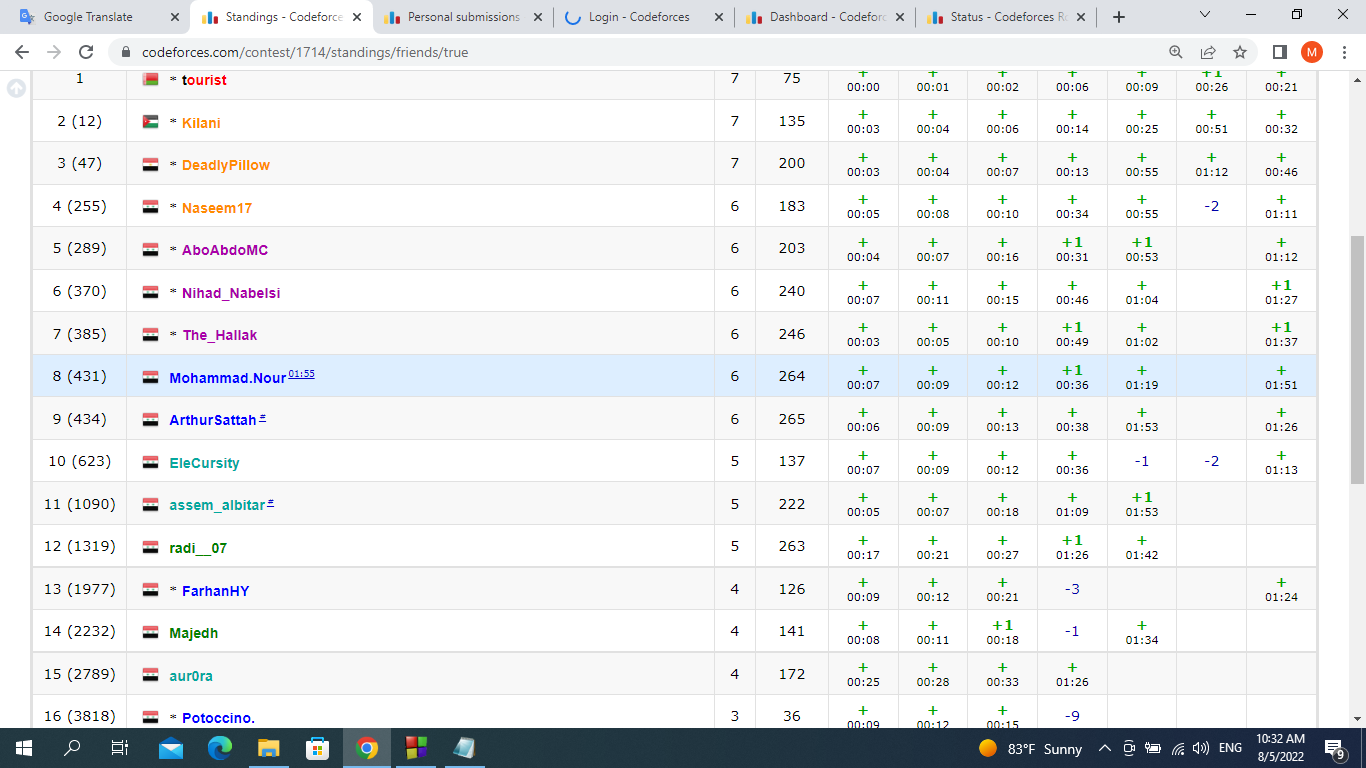 Google Translate
Standings - Codeforces
Personal submissions
Login - Codeforces
Dashboard - Codeforc
Status - Codeforces R
codeforces.com/contest/1714/standings/friends/true
M
1 * tourist 7 75 + + + + + +1 +
00:00 00:01 00:02 00:06 00:09 00:26 00:21
2 (12) * Kilani 7 135 + + + + + + +
00:03 00:04 00:06 00:14 00:25 00:51 00:32
3 (47) * DeadlyPillow 7 200 + + + + + + +
00:03 00:04 00:07 00:13 00:55 01:12 00:46
4 (255) * Naseem17 6 183 + + + + + -2 +
00:05 00:08 00:10 00:34 00:55 01:11
5 (289) * AboAbdoMC 6 203 + + + +1 +1 +
00:04 00:07 00:16 00:31 00:53 01:12
6 (370) * Nihad_Nabelsi 6 240 + + + + + +1
00:07 00:11 00:15 00:46 01:04 01:27
7 (385) * The_Hallak 6 246 + + + +1 + +1
00:03 00:05 00:10 00:49 01:02 01:37
8 (431) Mohammad.Nour 01:55 6 264 + + + +1 + +
00:07 00:09 00:12 00:36 01:19 01:51
9 (434) ArthurSattah # 6 265 + + + + + +
00:06 00:09 00:13 00:38 01:53 01:26
10 (623) EleCursity 5 137 + + + + -1 -2 +
00:07 00:09 00:12 00:36 01:13
11 (1090) assem_albitar # 5 222 + + + + +1
00:05 00:07 00:18 01:09 01:53
12 (1319) radi__07 5 263 + + + +1 +
00:17 00:21 00:27 01:26 01:42
13 (1977) * FarhanHY 4 126 + + + -3 +
00:09 00:12 00:21 01:24
14 (2232) Majedh 4 141 + + +1 -1 +
00:08 00:11 00:18 01:34
15 (2789) aur0ra 4 172 + + + +
00:25 00:28 00:33 01:26
16 (3818) * Potoccino. 3 36 + + + -9
00:09 00:12 00:15
83°F Sunny
ENG
10:32 AM
8/5/2022
9